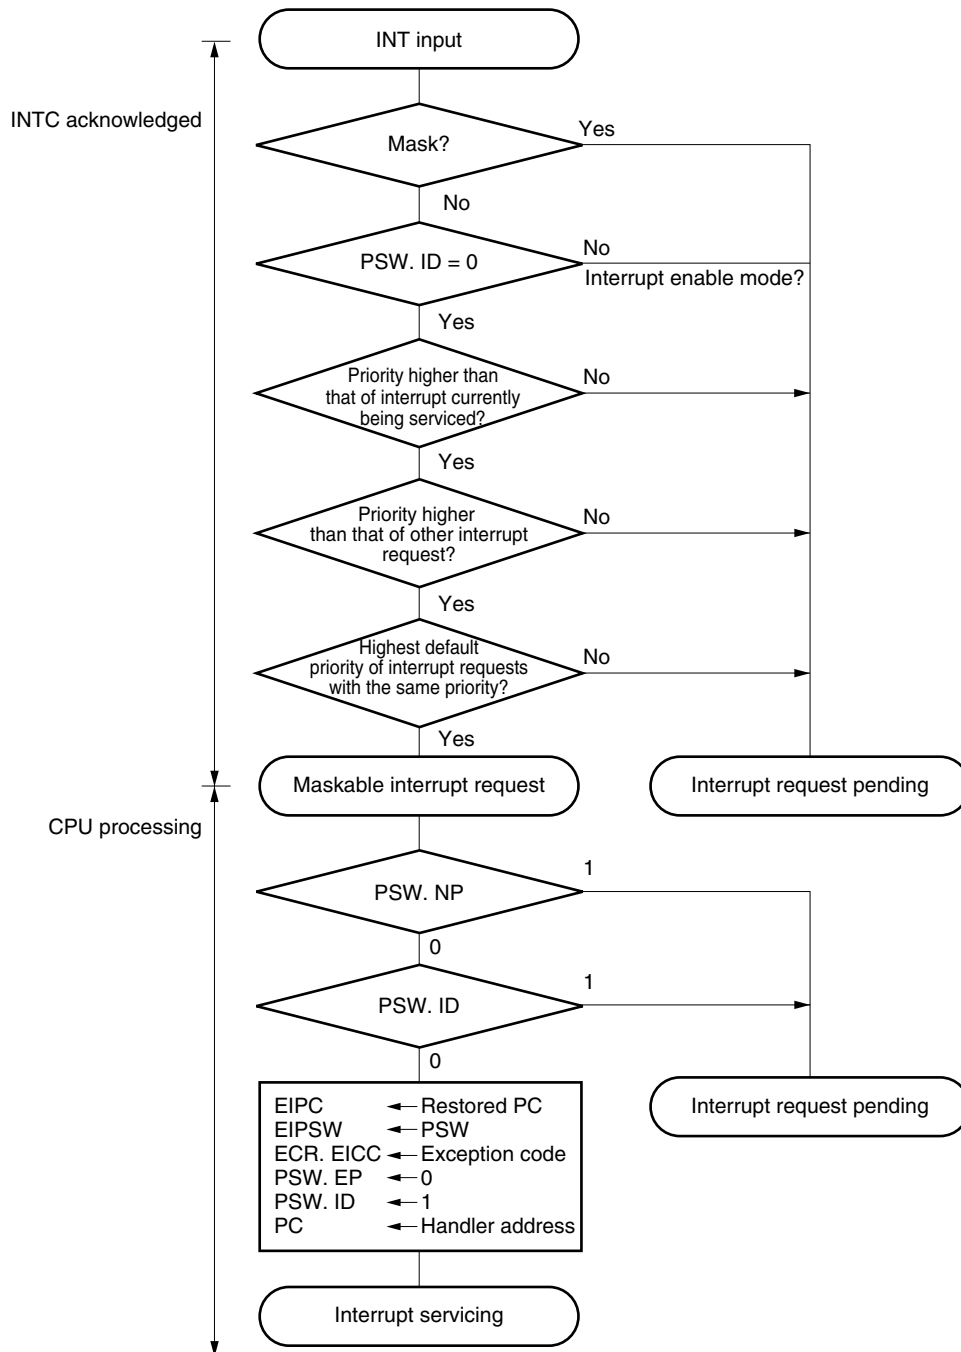 INT input
INTC acknowledged
Mask?
Yes
No
PSW. ID = 0
No
Interrupt enable mode?
Yes
Priority higher than
that of interrupt currently
being serviced?
No
Yes
Priority higher
than that of other interrupt
request?
No
Yes
Highest default
priority of interrupt requests
with the same priority?
No
Yes
Maskable interrupt request
Interrupt request pending
CPU processing
PSW. NP
1
0
PSW. ID
1
0
Interrupt request pending
EIPC ← Restored PC
EIPSW ← PSW
ECR. EICC ← Exception code
PSW. EP ← 0
PSW. ID ← 1
PC ← Handler address
Interrupt servicing